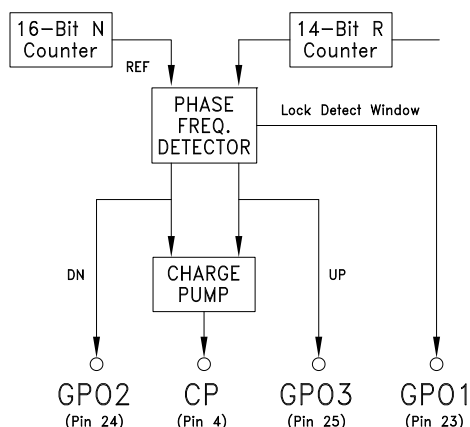 16-Bit N
Counter
14-Bit R
Counter
REF
PHASE
FREQ.
DETECTOR
Lock Detect Window
DN
CHARGE
PUMP
UP
GPO2
CP
GPO3
GPO1
(Pin 24)
(Pin 4)
(Pin 25)
(Pin 23)